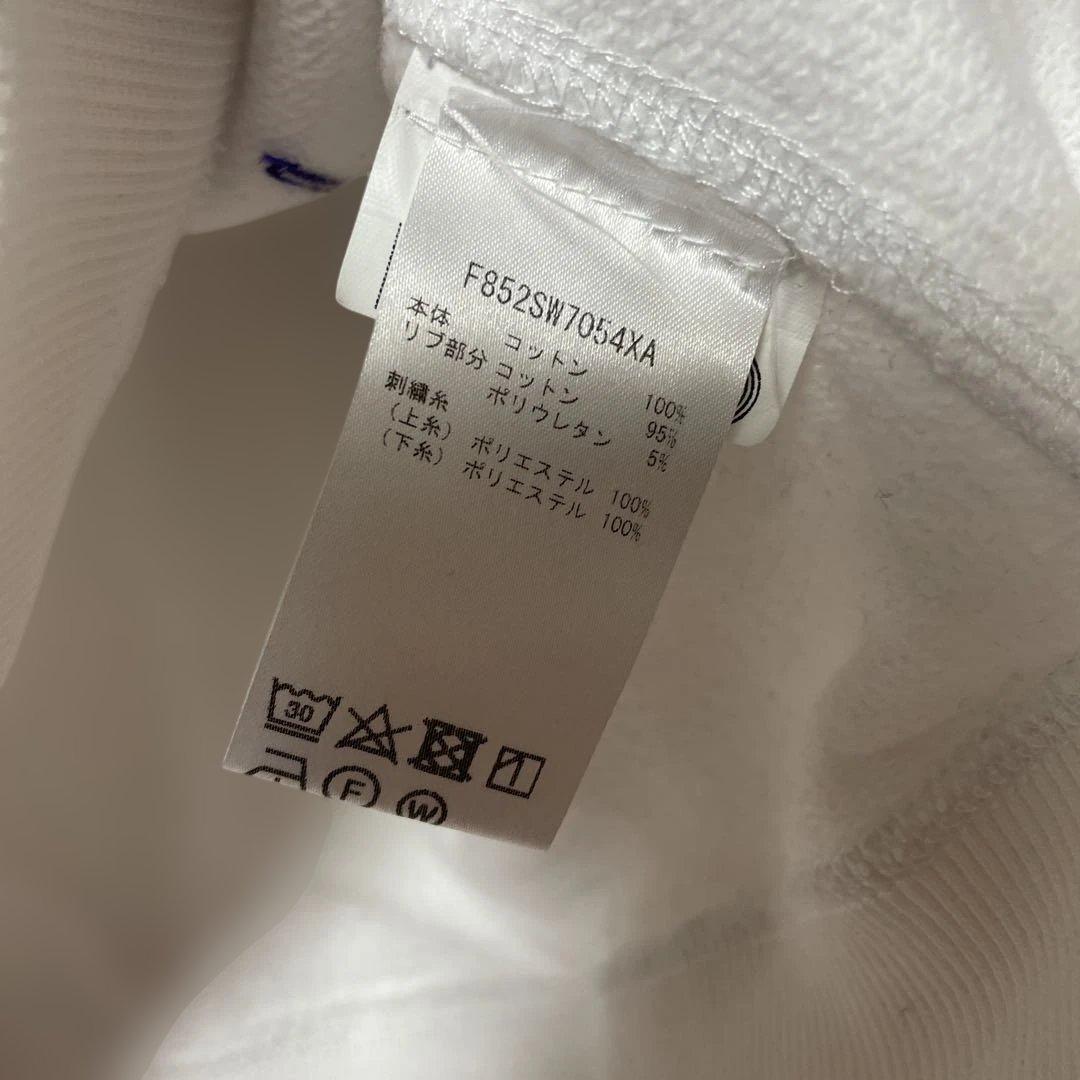 F852SW7054XA
本体 コットン 100%
リブ部分 コットン 95%
ポリウレタン 5%
刺繍糸
(上糸) ポリエステル 100%
(下糸) ポリエステル 100%
30
F
W